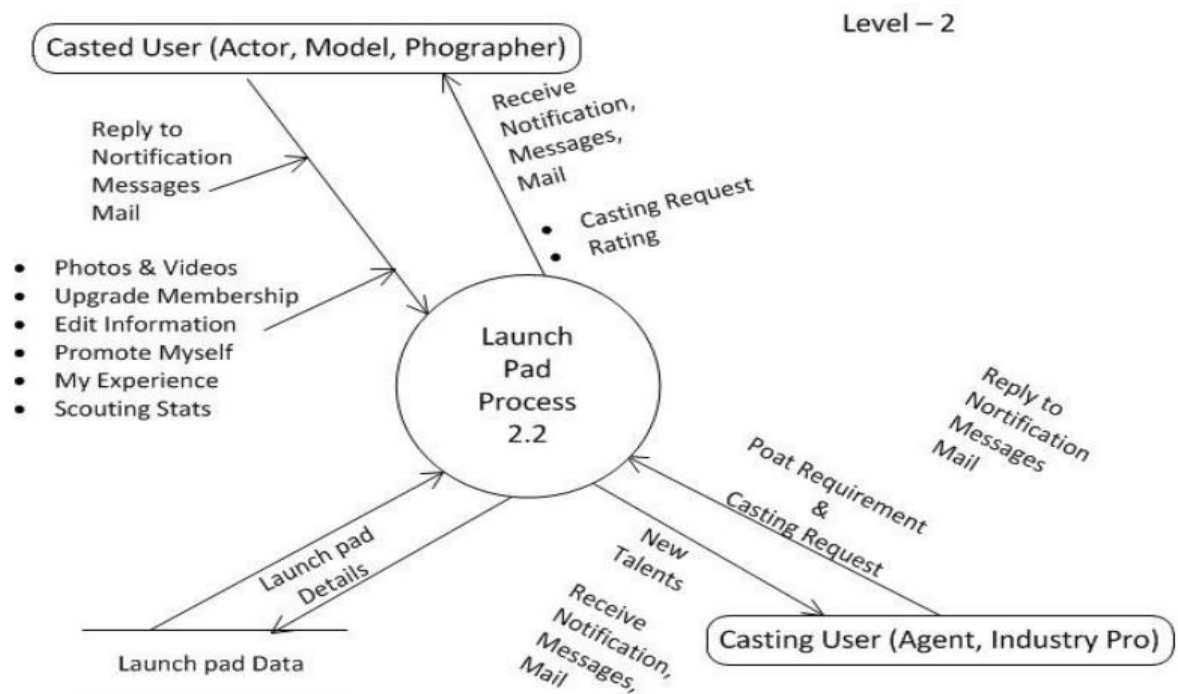 Level – 2
Casted User (Actor, Model, Phographer)
Reply to
Nortification
Messages
Mail
Receive
Notification,
Messages,
Mail
• Casting Request
• Rating
• Photos & Videos
• Upgrade Membership
• Edit Information
• Promote Myself
• My Experience
• Scouting Stats
Launch
Pad
Process
2.2
Reply to
Nortification
Messages
Mail
Poat Requirement
&
Casting Request
New
Talents
Receive
Notification,
Messages,
Mail
Launch pad
Details
Launch pad Data
Casting User (Agent, Industry Pro)